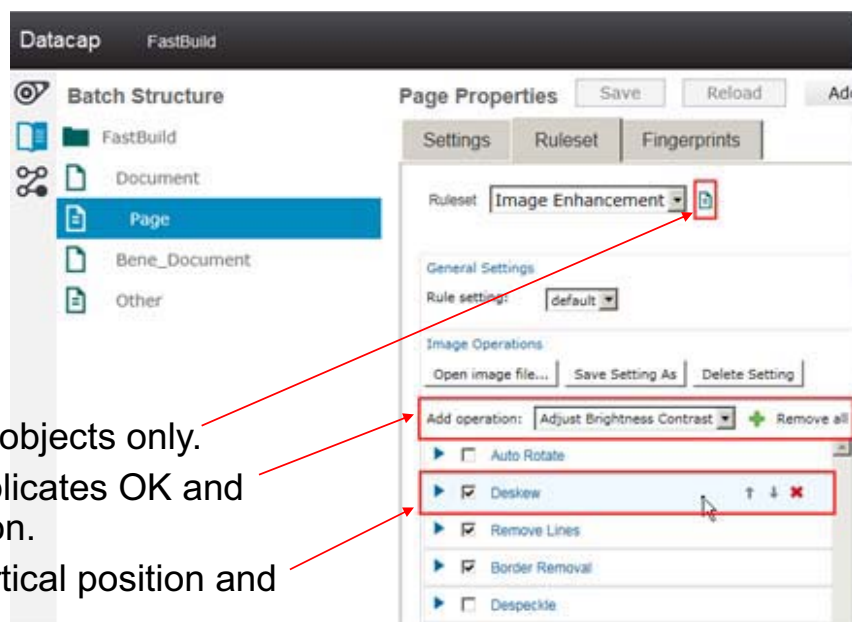 Datacap FastBuild
Batch Structure
FastBuild
Document
Page
Bene_Document
Other
Page Properties Save Reload
Settings Ruleset Fingerprints
Ruleset Image Enhancement
General Settings
Rule setting: default
Image Operations
Open image file... Save Setting As Delete Setting
Add operation: Adjust Brightness Contrast Remove all
Auto Rotate
Deskew
Remove Lines
Border Removal
Despeckle
objects only.
licates OK and
on.
tical position and